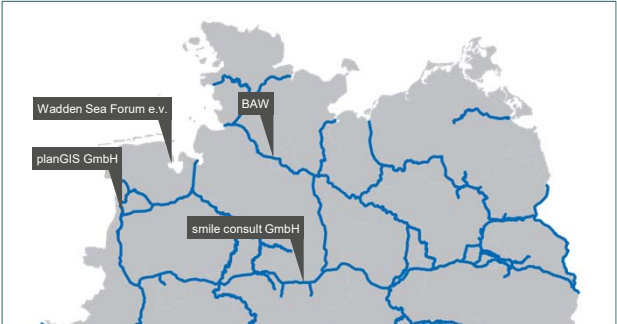 BAW
Wadden Sea Forum e.v.
planGIS GmbH
smile consult GmbH